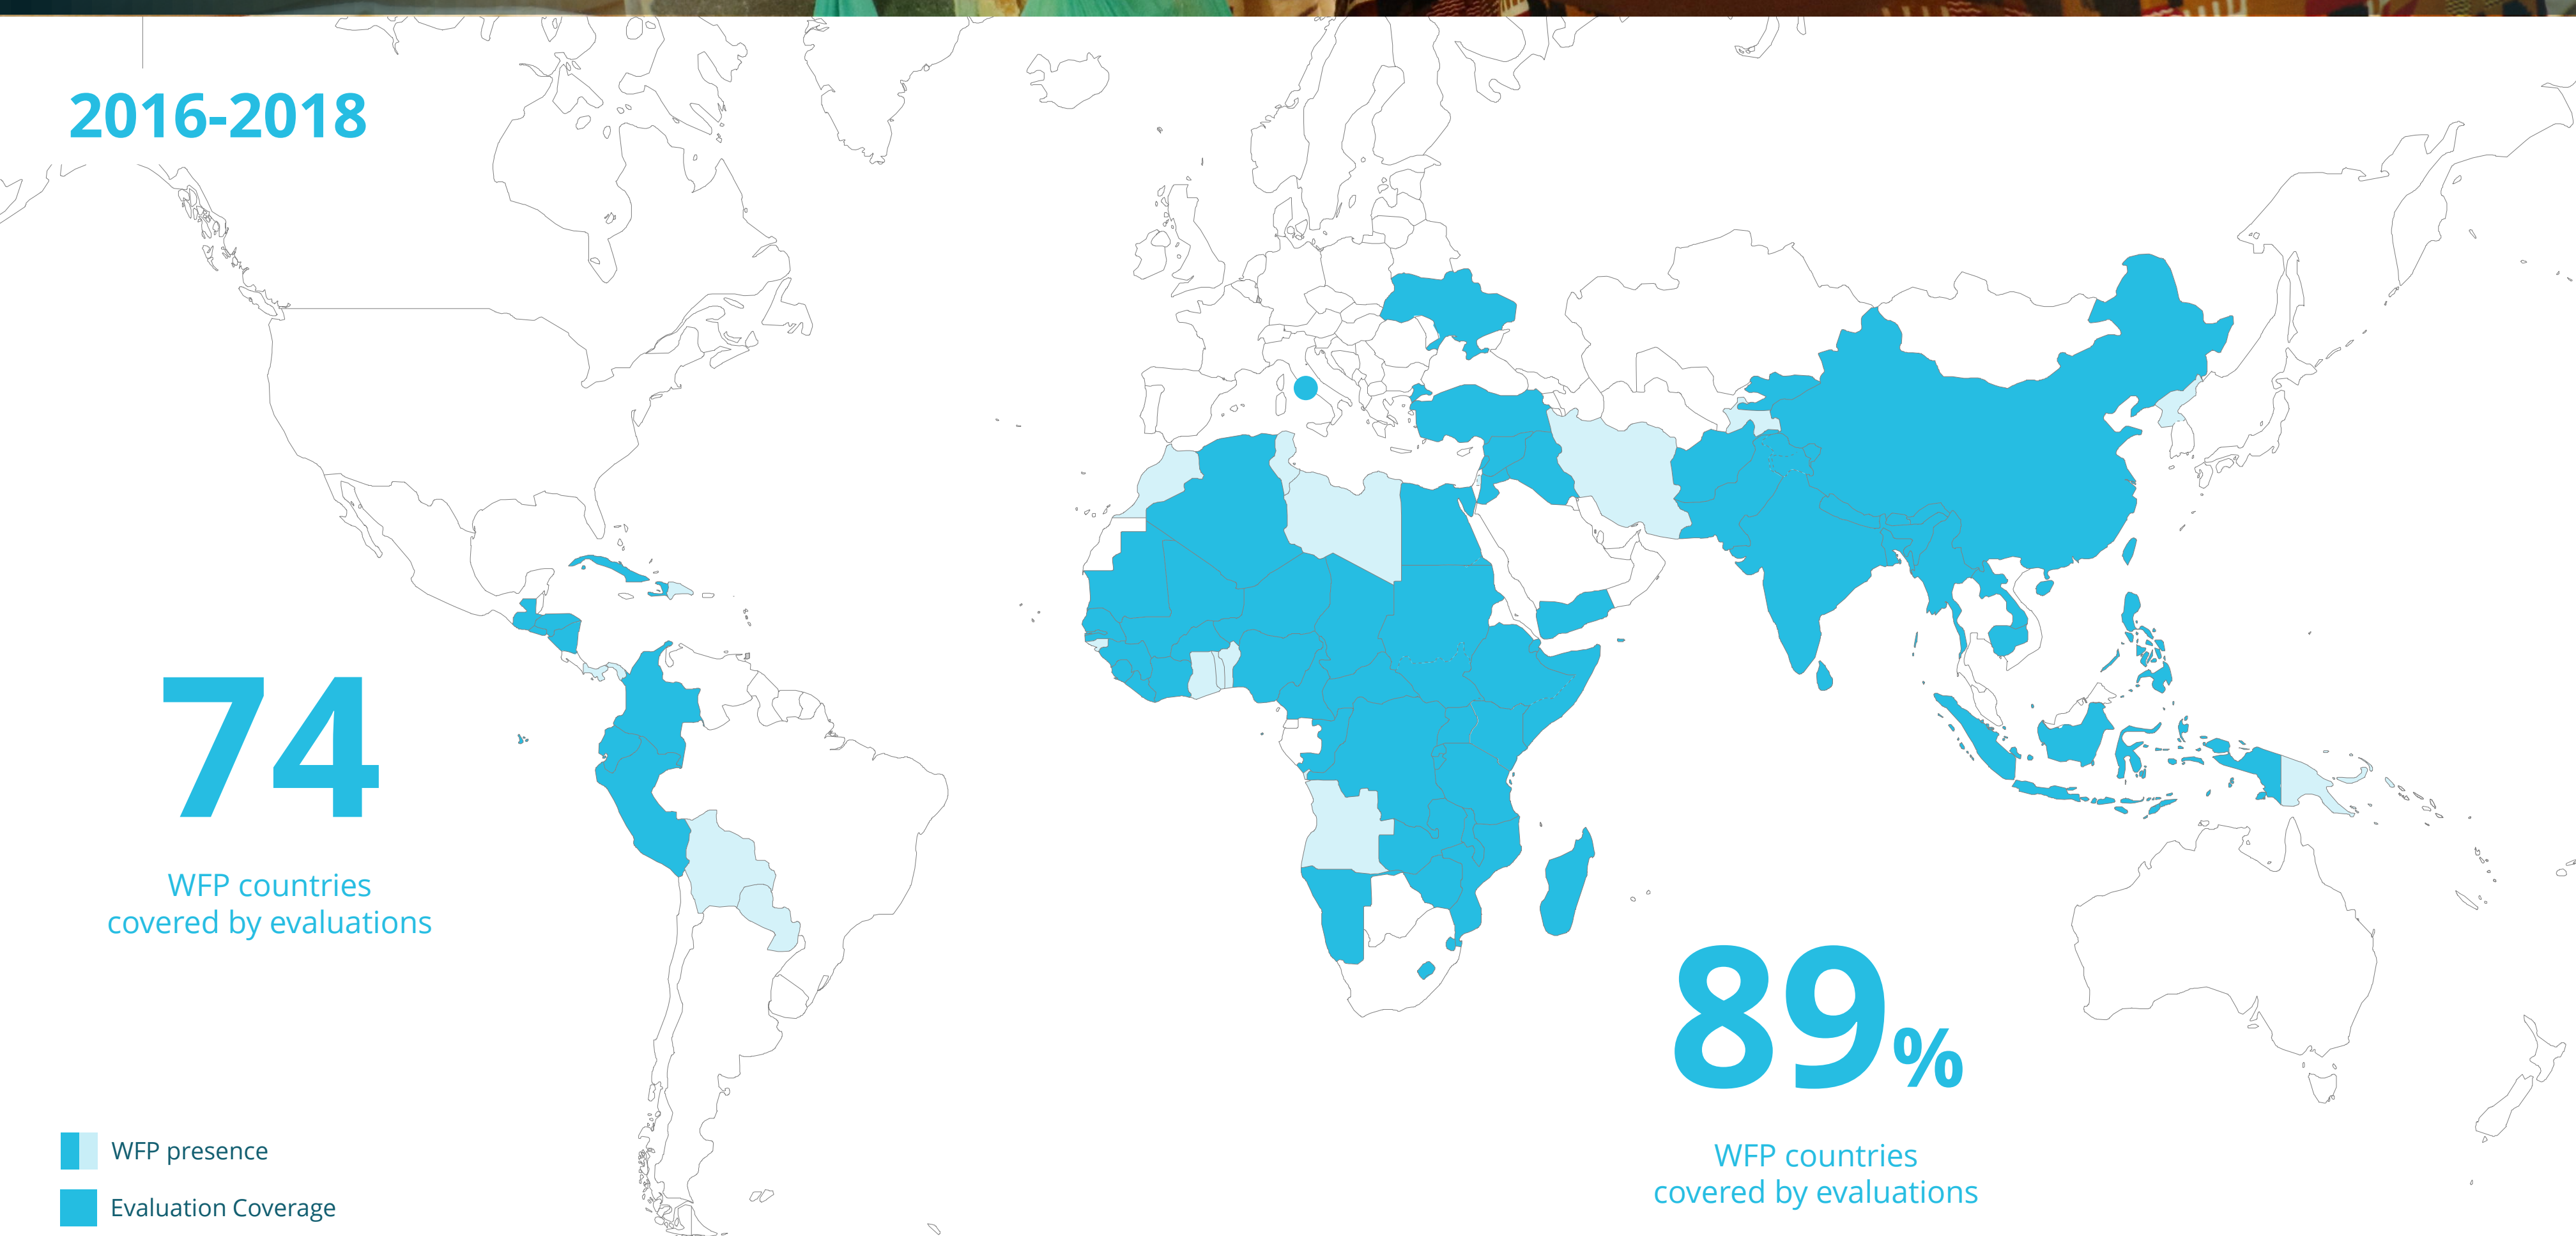 2016-2018
74
WFP countries
covered by evaluations
89%
WFP countries
covered by evaluations
WFP presence
Evaluation Coverage